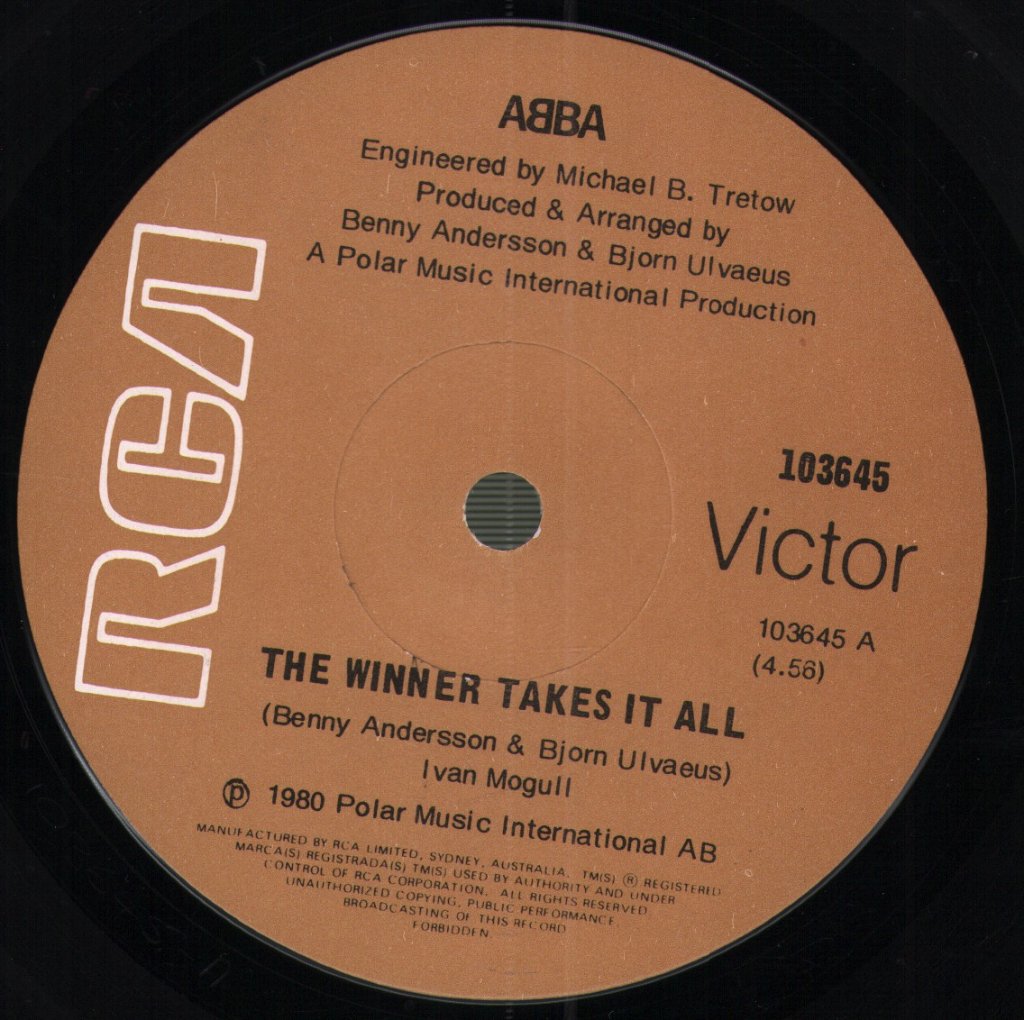 ABBA
Engineered by Michael B. Tretow
Produced & Arranged by
Benny Andersson & Bjorn Ulvaeus
A Polar Music International Production
RCA
103645
Victor
103645 A
(4.56)
THE WINNER TAKES IT ALL
(Benny Andersson & Bjorn Ulvaeus)
Ivan Mogull
℗ 1980 Polar Music International AB
MANUFACTURED BY RCA LIMITED, SYDNEY, AUSTRALIA. TM(S) ® REGISTERED
MARCA(S) REGISTRADA(S) TM(S) USED BY AUTHORITY AND UNDER
CONTROL OF RCA CORPORATION. ALL RIGHTS RESERVED
UNAUTHORIZED COPYING, PUBLIC PERFORMANCE,
BROADCASTING OF THIS RECORD
FORBIDDEN.